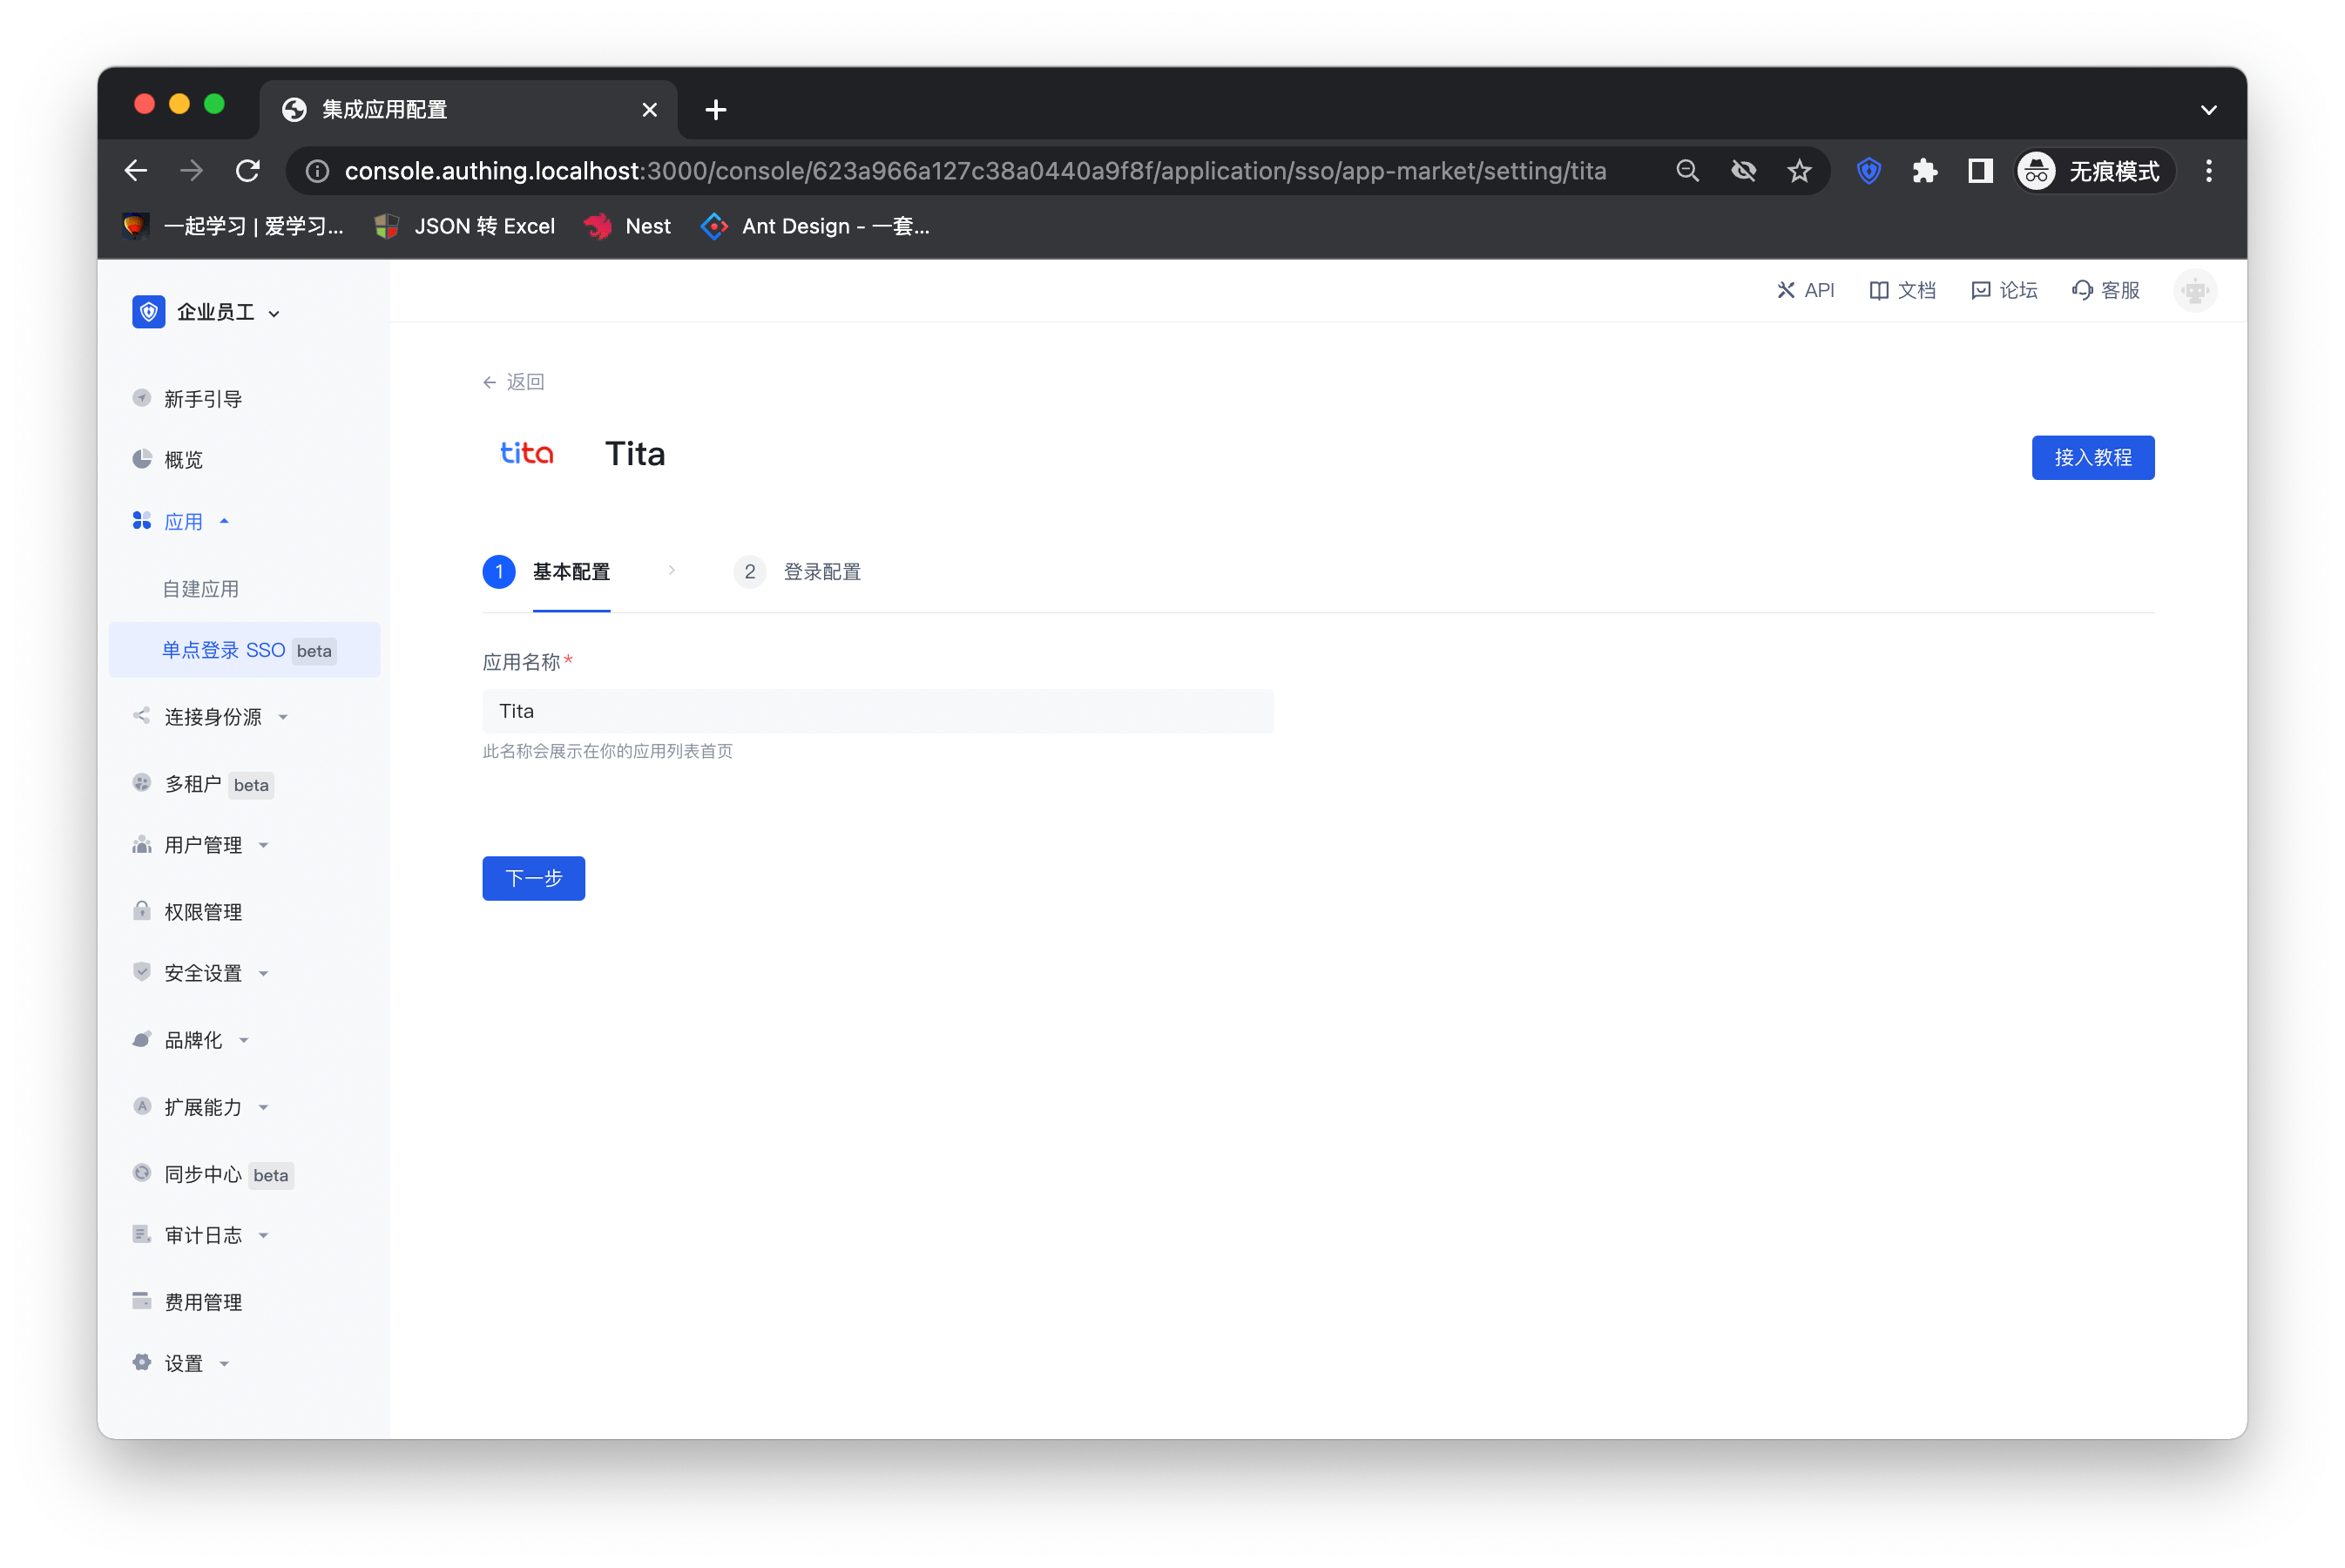 集成应用配置
console.authing.localhost:3000/console/623a966a127c38a0440a9f8f/application/sso/app-market/setting/tita
无痕模式
一起学习 | 爱学习...
JSON 转 Excel
Nest
Ant Design - 一套...
企业员工
API
文档
论坛
客服
新手引导
概览
应用
自建应用
单点登录 SSO beta
连接身份源
多租户 beta
用户管理
权限管理
安全设置
品牌化
扩展能力
同步中心 beta
审计日志
费用管理
设置
返回
tita
Tita
接入教程
1 基本配置
2 登录配置
应用名称*
Tita
此名称会展示在你的应用列表首页
下一步